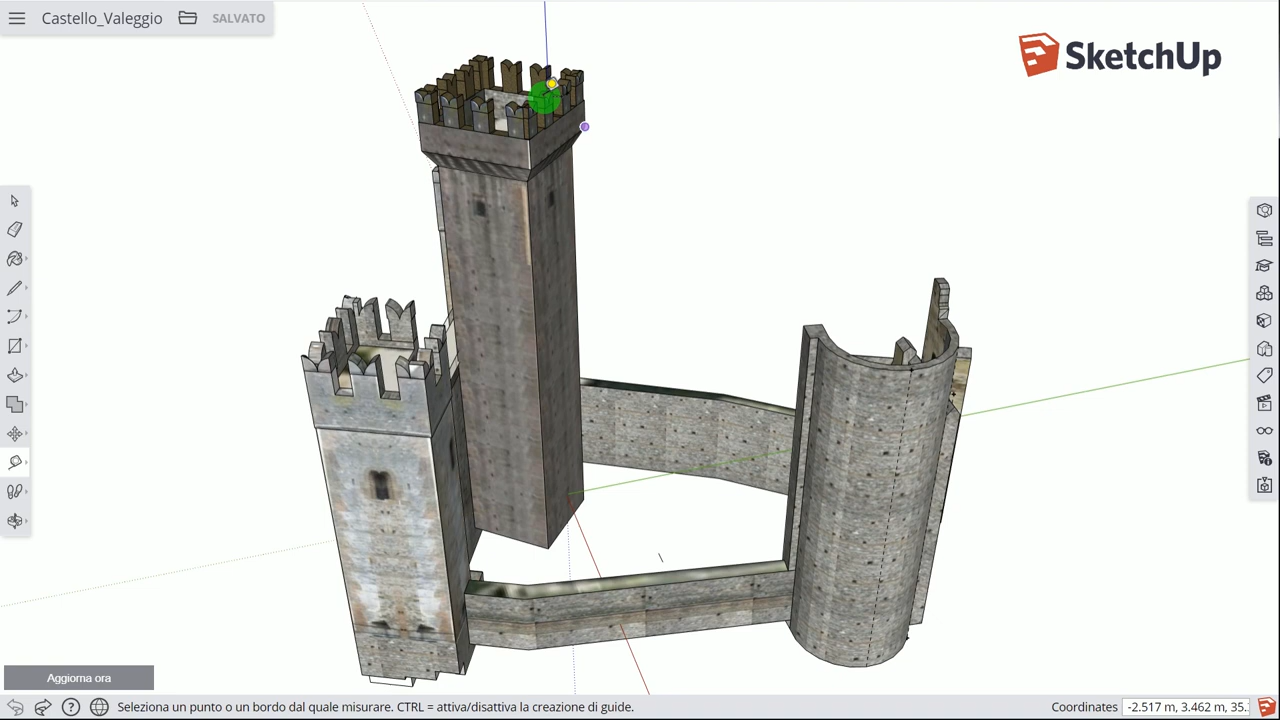 Castello_Valeggio
SALVATO
SketchUp
Aggiorna ora
Seleziona un punto o un bordo dal quale misurare. CTRL = attiva/disattiva la creazione di guide.
Coordinates
-2.517 m, 3.462 m, 35.